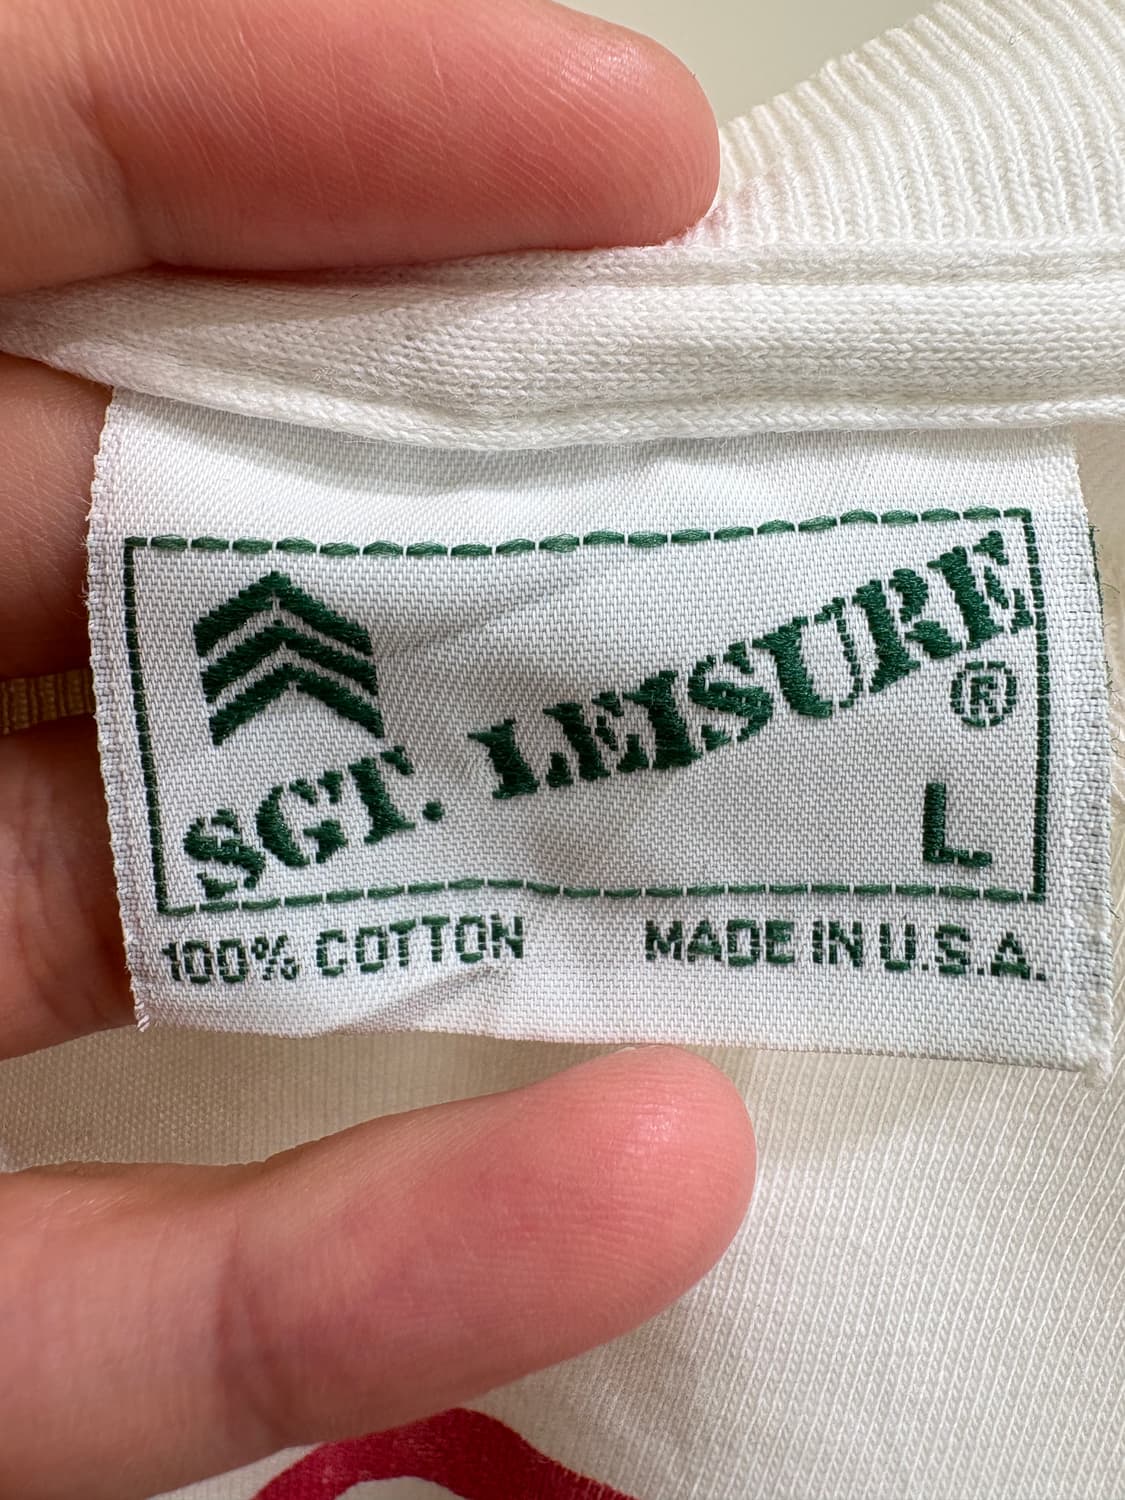 SGT. LEISURE®
L
100% COTTON MADE IN U.S.A.